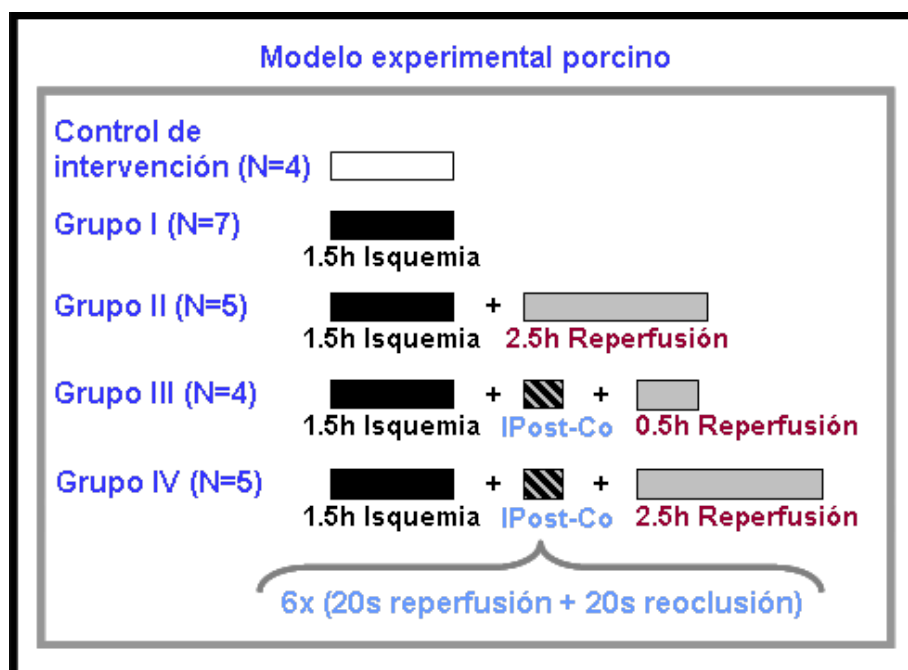 Modelo experimental porcino
Control de
intervención (N=4)
Grupo I (N=7)
1.5h Isquemia
Grupo II (N=5)
+
1.5h Isquemia 2.5h Reperfusión
Grupo III (N=4)
+ +
1.5h Isquemia IPost-Co 0.5h Reperfusión
Grupo IV (N=5)
+ +
1.5h Isquemia IPost-Co 2.5h Reperfusión
6x (20s reperfusión + 20s reoclusión)